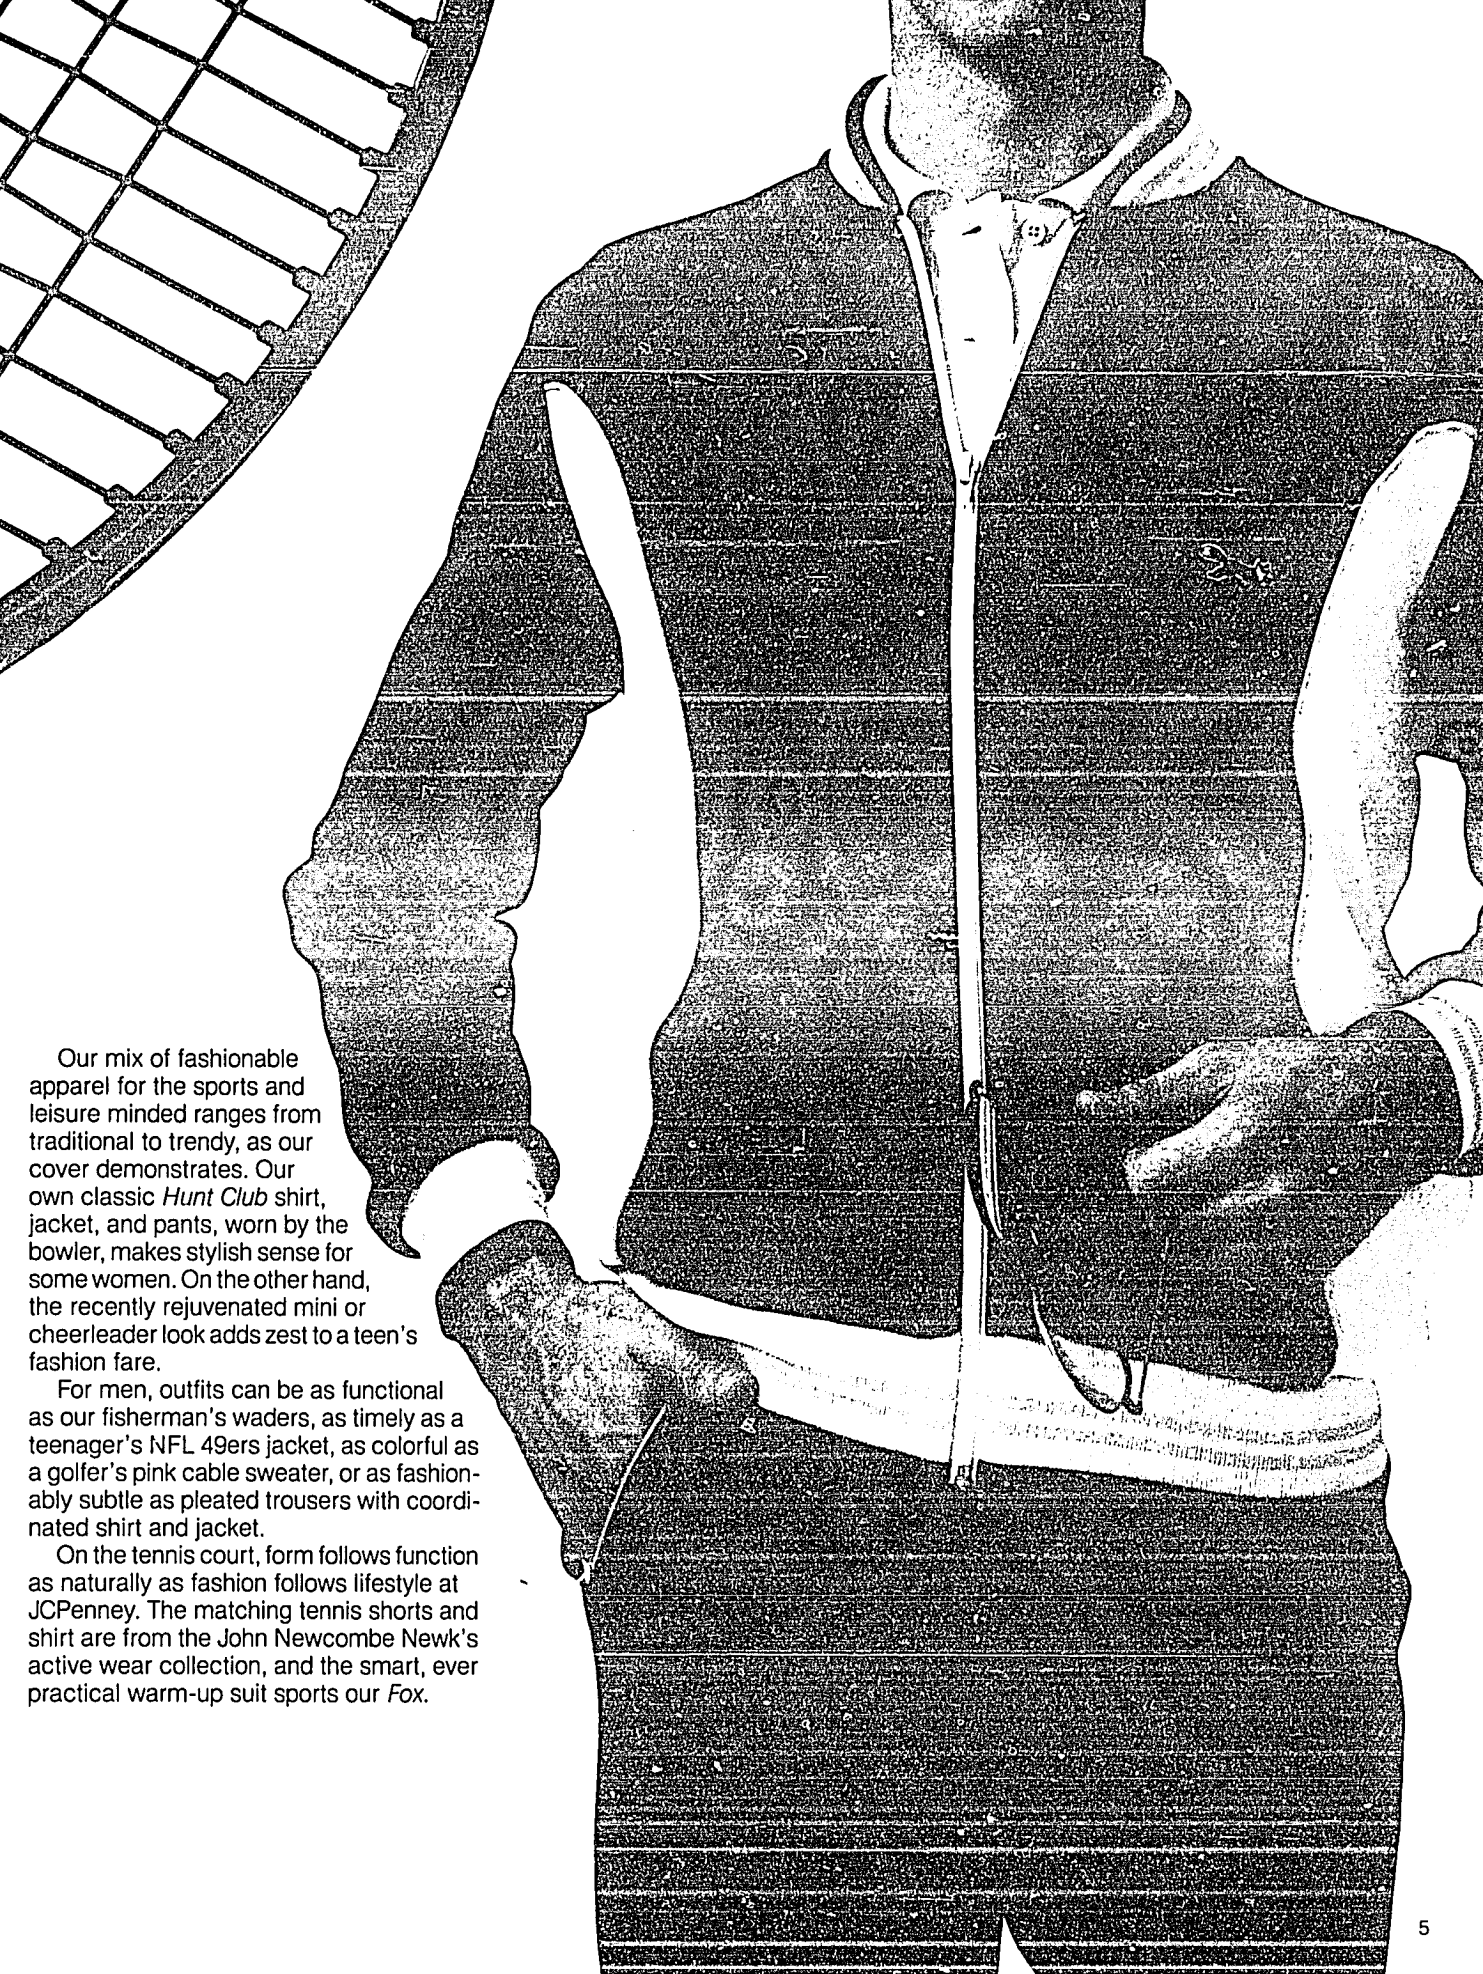 Our mix of fashionable
apparel for the sports and
leisure minded ranges from
traditional to trendy, as our
cover demonstrates. Our
own classic Hunt Club shirt,
jacket, and pants, worn by the
bowler, makes stylish sense for
some women. On the other hand,
the recently rejuvenated mini or
cheerleader look adds zest to a teen's
fashion fare.
For men, outfits can be as functional
as our fisherman's waders, as timely as a
teenager's NFL 49ers jacket, as colorful as
a golfer's pink cable sweater, or as fashion-
ably subtle as pleated trousers with coordi-
nated shirt and jacket.
On the tennis court, form follows function
as naturally as fashion follows lifestyle at
JCPenney. The matching tennis shorts and
shirt are from the John Newcombe Newk's
active wear collection, and the smart, ever
practical warm-up suit sports our Fox.
5